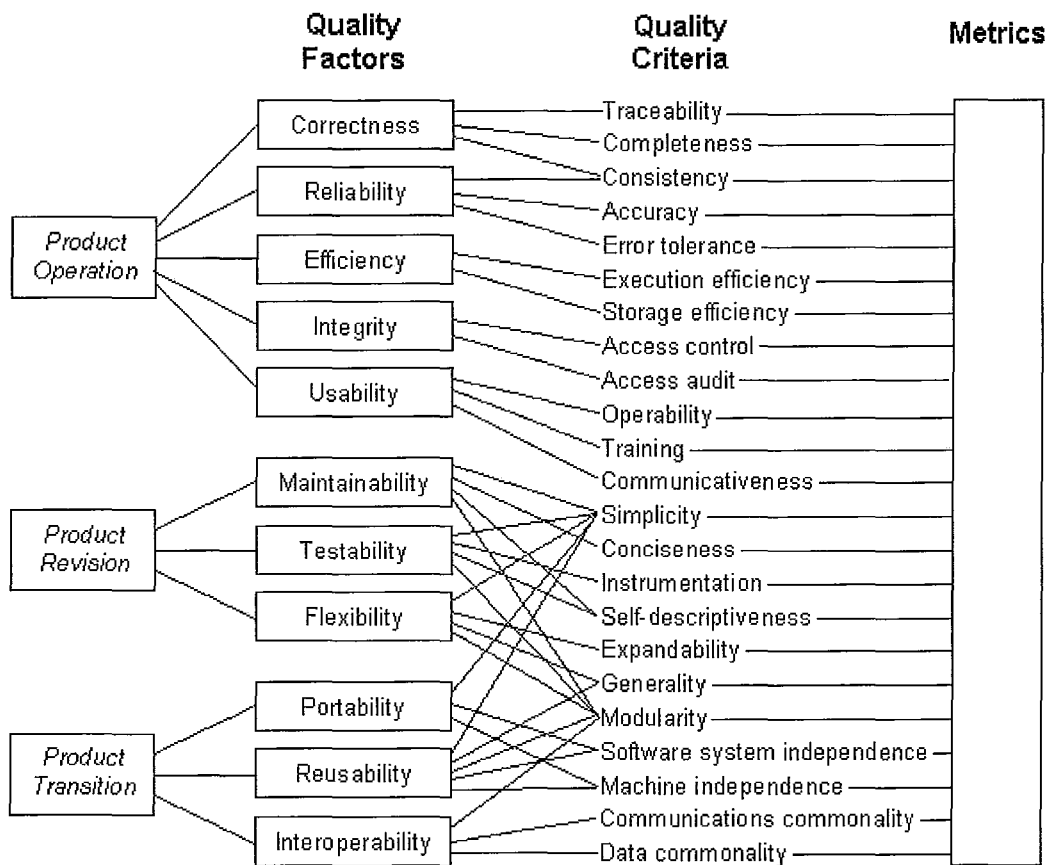 Quality
Factors
Quality
Criteria
Metrics
Product
Operation
Correctness
Reliability
Efficiency
Integrity
Usability
Product
Revision
Maintainability
Testability
Flexibility
Product
Transition
Portability
Reusability
Interoperability
Traceability
Completeness
Consistency
Accuracy
Error tolerance
Execution efficiency
Storage efficiency
Access control
Access audit
Operability
Training
Communicativeness
Simplicity
Conciseness
Instrumentation
Self-descriptiveness
Expandability
Generality
Modularity
Software system independence
Machine independence
Communications commonality
Data commonality